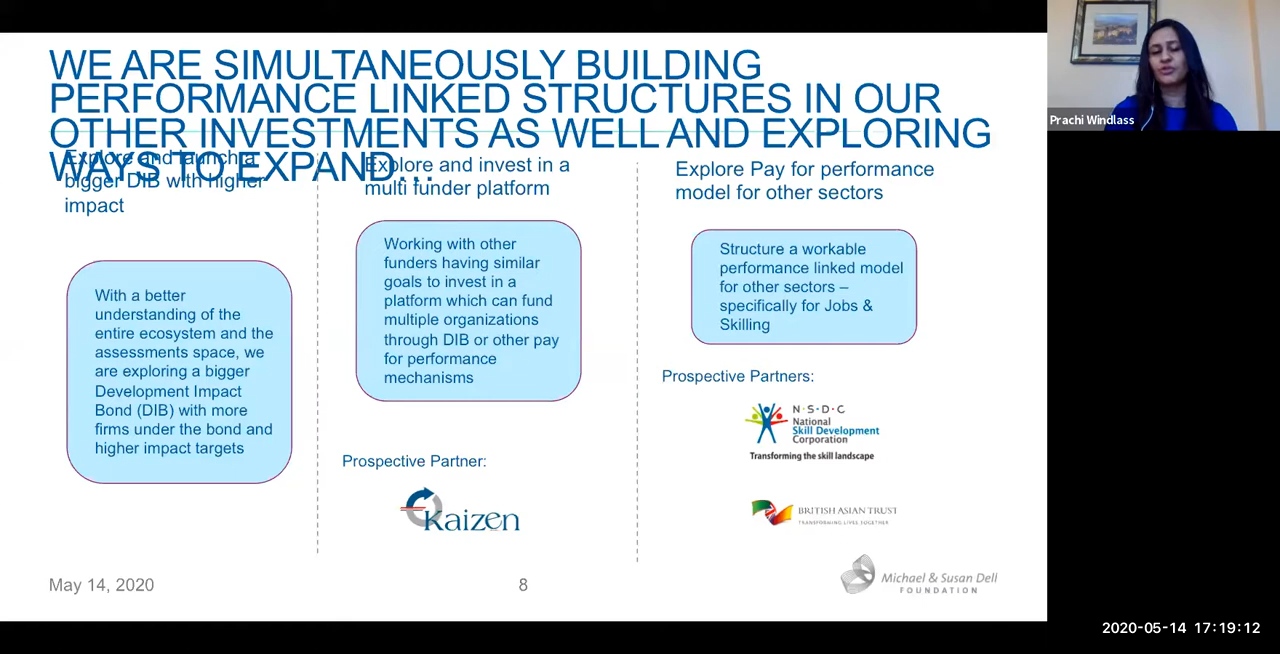 WE ARE SIMULTANEOUSLY BUILDING
PERFORMANCE LINKED STRUCTURES IN OUR
OTHER INVESTMENTS AS WELL AND EXPLORING
WAYS TO EXPAND…
Explore and launch a
bigger DIB with higher
impact
With a better
understanding of the
entire ecosystem and the
assessments space, we
are exploring a bigger
Development Impact
Bond (DIB) with more
firms under the bond and
higher impact targets
Explore and invest in a
multi funder platform
Working with other
funders having similar
goals to invest in a
platform which can fund
multiple organizations
through DIB or other pay
for performance
mechanisms
Prospective Partner:
Kaizen
Explore Pay for performance
model for other sectors
Structure a workable
performance linked model
for other sectors –
specifically for Jobs &
Skilling
Prospective Partners:
N·S·D·C
National
Skill Development
Corporation
Transforming the skill landscape
BRITISH ASIAN TRUST
TRANSFORMING LIVES TOGETHER
Michael & Susan Dell
FOUNDATION
May 14, 2020
8
Prachi Windlass
2020-05-14 17:19:12